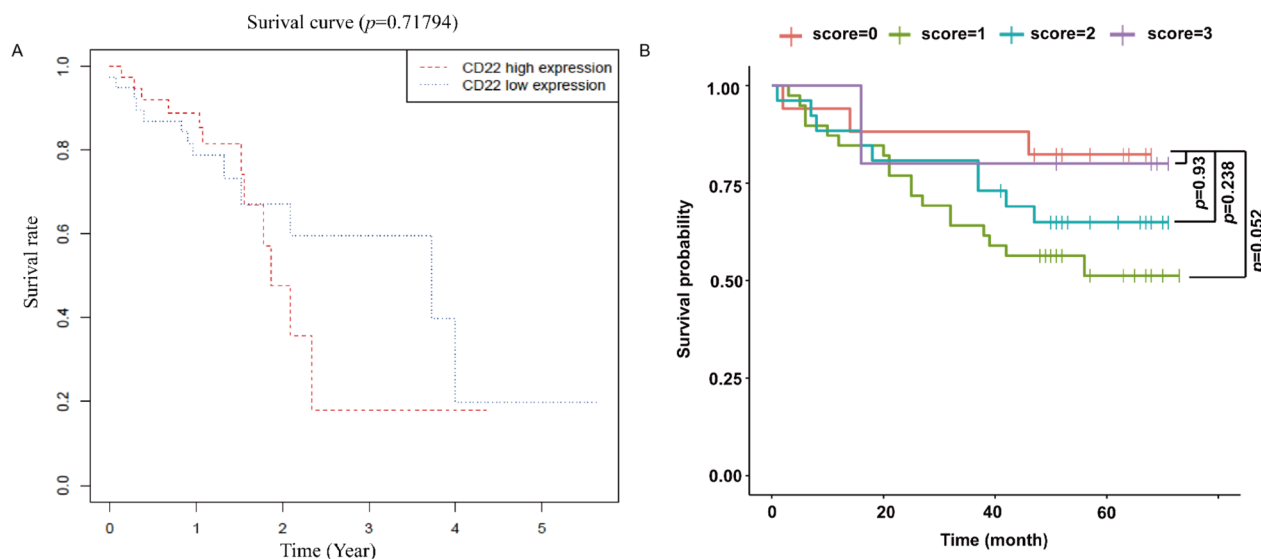 Surival curve (p=0.71794)
A
CD22 high expression
CD22 low expression
Surival rate
1.0
0.8
0.6
0.4
0.2
0.0
0
1
2
3
4
5
Time (Year)
B
score=0 score=1 score=2 score=3
Survival probability
1.00
0.75
0.50
0.25
0.00
p=0.93
p=0.238
p=0.052
0
20
40
60
Time (month)